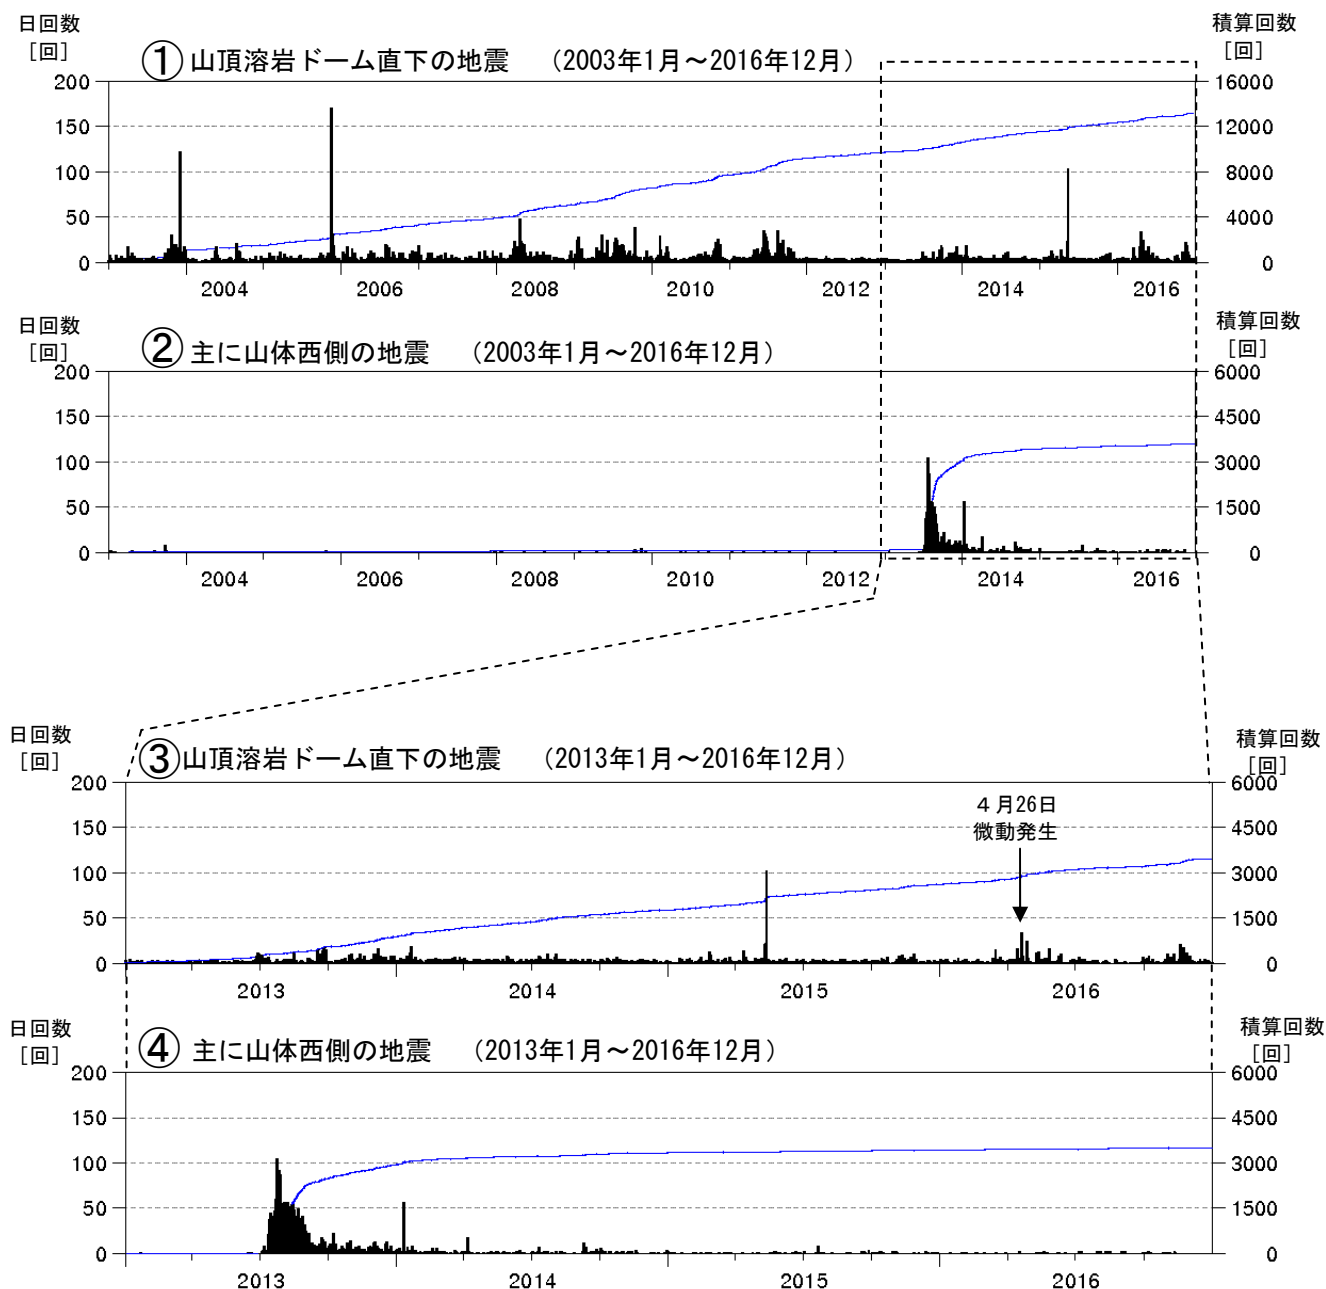 日回数
[回]
積算回数
[回]
①山頂溶岩ドーム直下の地震 （2003年1月～2016年12月）
200
150
100
50
0
16000
12000
8000
4000
0
2004 2006 2008 2010 2012 2014 2016
日回数
[回]
積算回数
[回]
②主に山体西側の地震 （2003年1月～2016年12月）
200
150
100
50
0
6000
4500
3000
1500
0
2004 2006 2008 2010 2012 2014 2016
日回数
[回]
積算回数
[回]
③山頂溶岩ドーム直下の地震 （2013年1月～2016年12月）
200
150
100
50
0
4月26日
微動発生
6000
4500
3000
1500
0
2013 2014 2015 2016
日回数
[回]
積算回数
[回]
④主に山体西側の地震 （2013年1月～2016年12月）
200
150
100
50
0
6000
4500
3000
1500
0
2013 2014 2015 2016